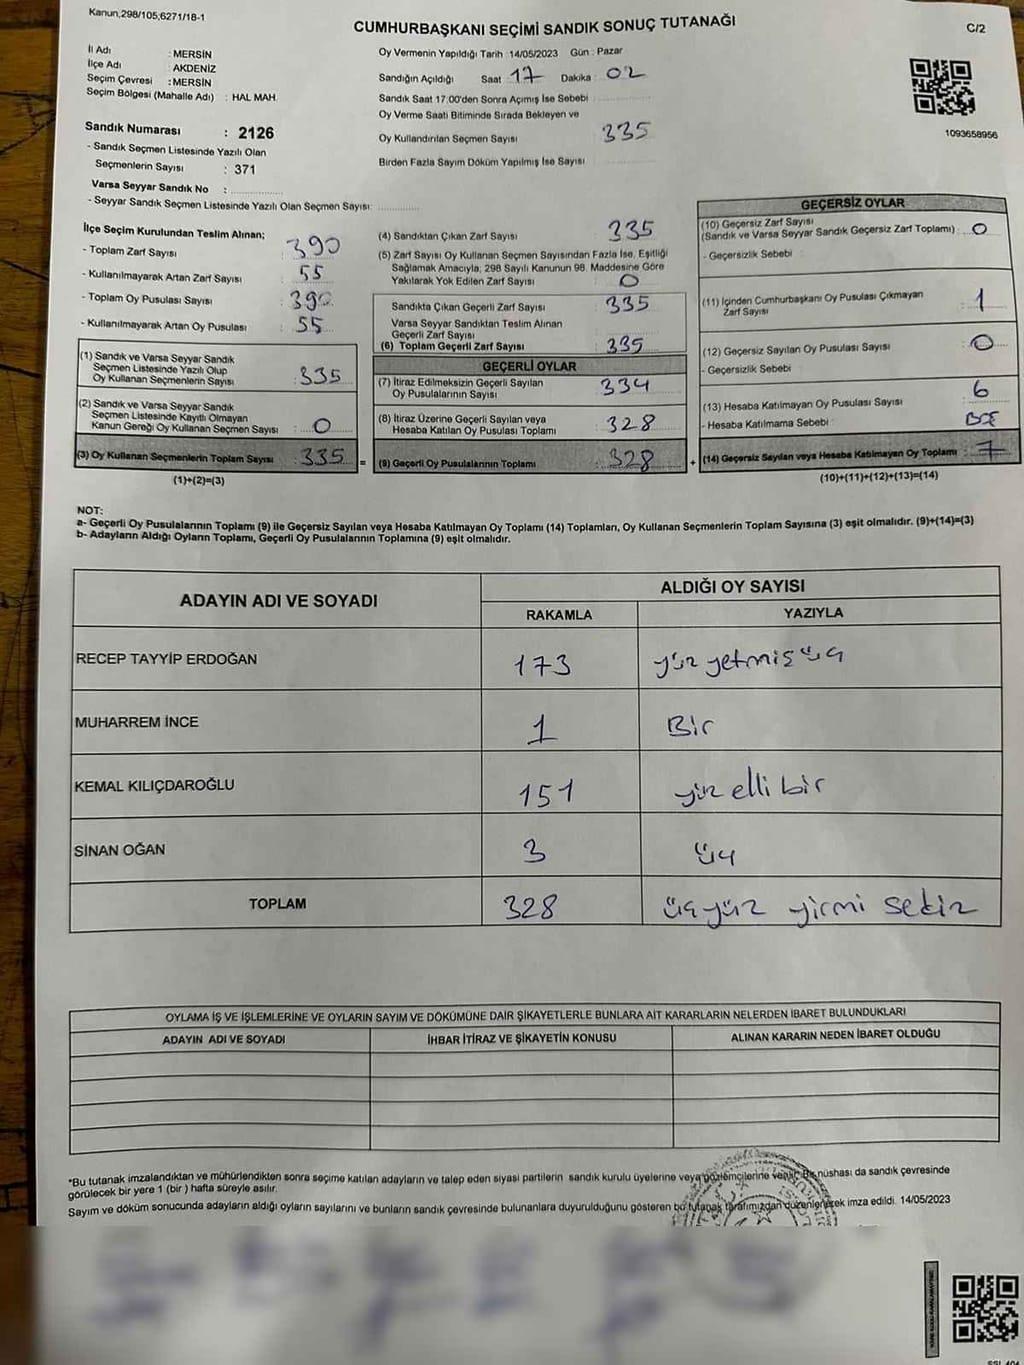 Kanun,298/105,6271/18-1
CUMHURBAŞKANI SEÇİMİ SANDIK SONUÇ TUTANAĞI
C/2
İl Adı : MERSİN
İlçe Adı : AKDENİZ
Seçim Çevresi : MERSİN
Seçim Bölgesi (Mahalle Adı) : HAL MAH.
Sandık Numarası : 2126
- Sandık Seçmen Listesinde Yazılı Olan
Seçmenlerin Sayısı : 371
Varsa Seyyar Sandık No :
- Seyyar Sandık Seçmen Listesinde Yazılı Olan Seçmen Sayısı:
Oy Vermenin Yapıldığı Tarih : 14/05/2023 Gün : Pazar
Sandığın Açıldığı Saat : 17 Dakika : 02
Sandık Saat 17:00'den Sonra Açımış İse Sebebi
Oy Verme Saati Bitiminde Sırada Bekleyen ve
Oy Kullandırılan Seçmen Sayısı 335
Birden Fazla Sayım Döküm Yapılmış İse Sayısı
1093658956
İlçe Seçim Kurulundan Teslim Alınan;
- Toplam Zarf Sayısı : 390
- Kullanılmayarak Artan Zarf Sayısı : 55
- Toplam Oy Pusulası Sayısı : 390
- Kullanılmayarak Artan Oy Pusulası : 55
(1) Sandık ve Varsa Seyyar Sandık
Seçmen Listesinde Yazılı Olup
Oy Kullanan Seçmenlerin Sayısı : 335
(2) Sandık ve Varsa Seyyar Sandık
Seçmen Listesinde Kayıtlı Olmayan
Kanun Gereği Oy Kullanan Seçmen Sayısı : 0
(3) Oy Kullanan Seçmenlerin Toplam Sayısı : 335 =
(1)+(2)=(3)
(4) Sandıktan Çıkan Zarf Sayısı 335
(5) Zarf Sayısı Oy Kullanan Seçmen Sayısından Fazla İse, Eşitliği
Sağlamak Amacıyla; 298 Sayılı Kanunun 98. Maddesine Göre
Yakılarak Yok Edilen Zarf Sayısı : 0
Sandıkta Çıkan Geçerli Zarf Sayısı : 335
Varsa Seyyar Sandıktan Teslim Alınan
Geçerli Zarf Sayısı
(6) Toplam Geçerli Zarf Sayısı : 335
GEÇERLİ OYLAR
(7) İtiraz Edilmeksizin Geçerli Sayılan
Oy Pusulalarının Sayısı : 334
(8) İtiraz Üzerine Geçerli Sayılan veya
Hesaba Katılan Oy Pusulası Toplamı : 328
(9) Geçerli Oy Pusulalarının Toplamı : 328 +
GEÇERSİZ OYLAR
(10) Geçersiz Zarf Sayısı
(Sandık ve Varsa Seyyar Sandık Geçersiz Zarf Toplamı) : 0
- Geçersizlik Sebebi :
(11) İçinden Cumhurbaşkanı Oy Pusulası Çıkmayan
Zarf Sayısı : 1
(12) Geçersiz Sayılan Oy Pusulası Sayısı : 0
- Geçersizlik Sebebi :
(13) Hesaba Katılmayan Oy Pusulası Sayısı : 6
- Hesaba Katılmama Sebebi :
(14) Geçersiz Sayılan veya Hesaba Katılmayan Oy Toplamı : 7
(10)+(11)+(12)+(13)=(14)
NOT:
a- Geçerli Oy Pusulalarının Toplamı (9) ile Geçersiz Sayılan veya Hesaba Katılmayan Oy Toplamı (14) Toplamları, Oy Kullanan Seçmenlerin Toplam Sayısına (3) eşit olmalıdır. (9)+(14)=(3)
b- Adayların Aldığı Oyların Toplamı, Geçerli Oy Pusulalarının Toplamına (9) eşit olmalıdır.
ADAYIN ADI VE SOYADI
ALDIĞI OY SAYISI
RAKAMLA YAZIYLA
RECEP TAYYİP ERDOĞAN 173 yüz yetmiş üç
MUHARREM İNCE 1 Bir
KEMAL KILIÇDAROĞLU 151 yüz elli bir
SİNAN OĞAN 3 üç
TOPLAM 328 üçyüz yirmi sekiz
OYLAMA İŞ VE İŞLEMLERİNE VE OYLARIN SAYIM VE DÖKÜMÜNE DAİR ŞİKAYETLERLE BUNLARA AİT KARARLARIN NELERDEN İBARET BULUNDUKLARI
ADAYIN ADI VE SOYADI İHBAR İTİRAZ VE ŞİKAYETİN KONUSU ALINAN KARARIN NEDEN İBARET OLDUĞU
*Bu tutanak imzalandıktan ve mühürlendikten sonra seçime katılan adayların ve talep eden siyasi partilerin sandık kurulu üyelerine veya gözlemcilerine verilir. Bir nüshası da sandık çevresinde
görülecek bir yere 1 (bir) hafta süreyle asılır.
Sayım ve döküm sonucunda adayların aldığı oyların sayılarını ve bunların sandık çevresinde bulunanlara duyurulduğunu gösteren bu tutanak tarafımızdan düzenlenerek imza edildi. 14/05/2023